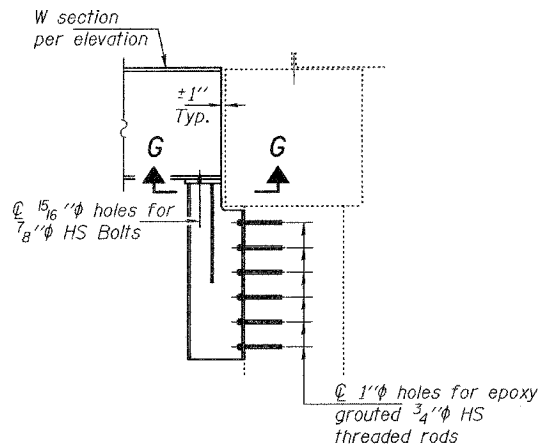 W section
per elevation
±1"
Typ.
G
G
℄ 15/16"ϕ holes for
7/8"ϕ HS Bolts
℄ 1"ϕ holes for epoxy
grouted 3/4"ϕ HS
threaded rods